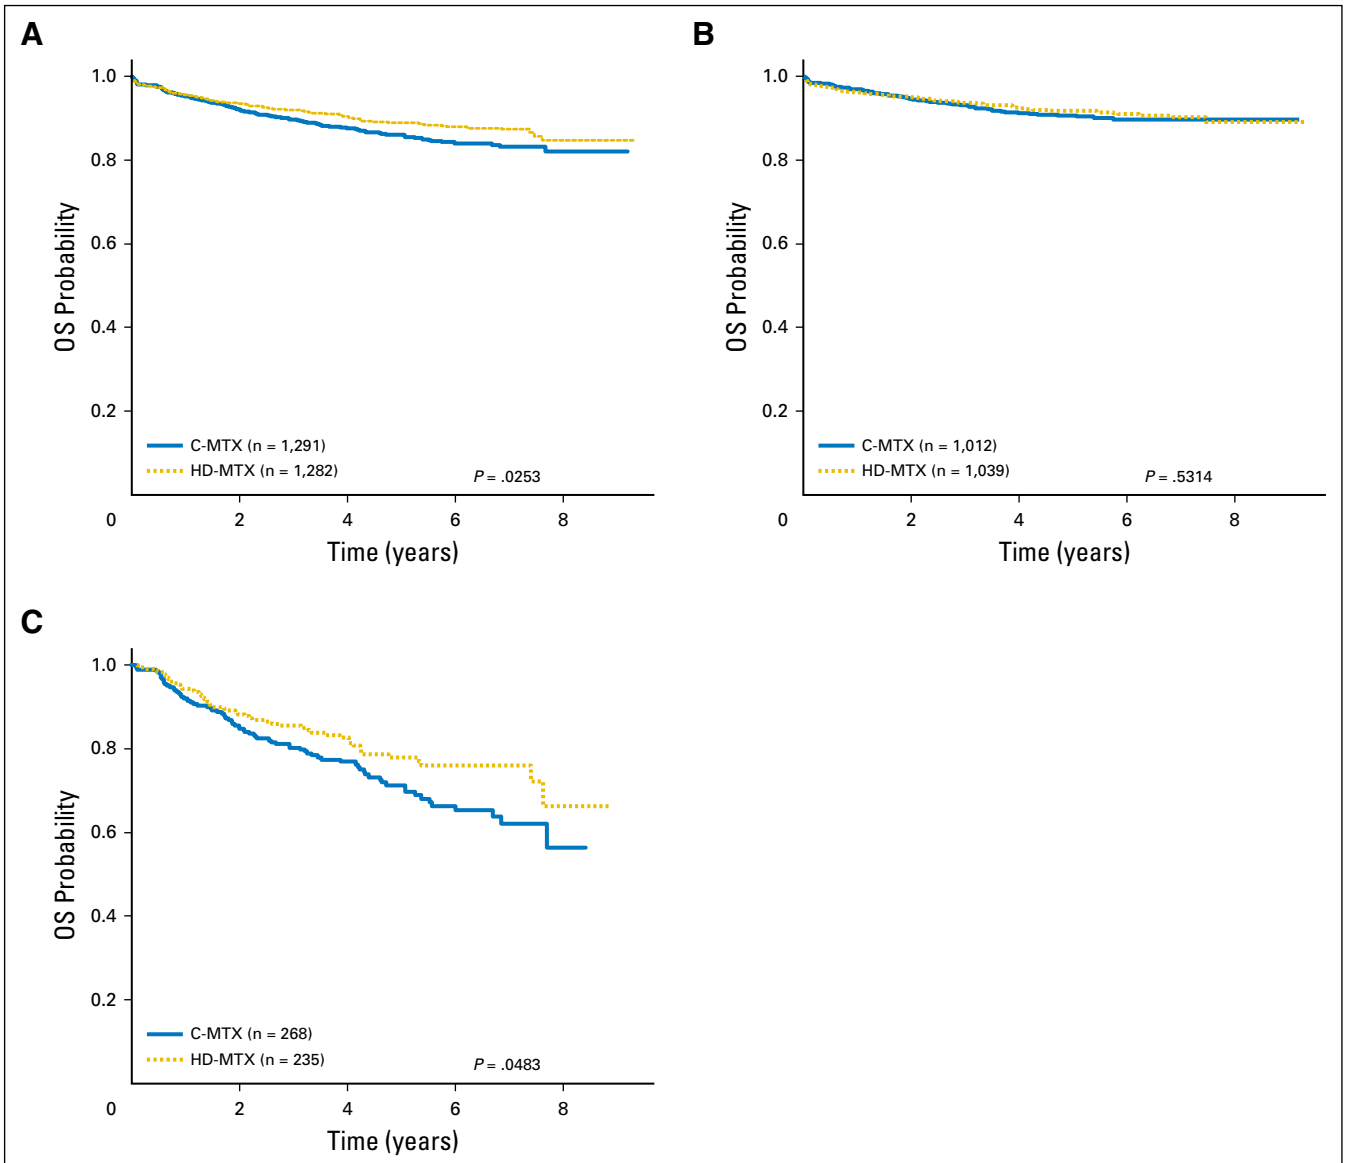 A
1.0
0.8
0.6
0.4
0.2
OS Probability
C-MTX (n = 1,291)
HD-MTX (n = 1,282)
P = .0253
0 2 4 6 8
Time (years)
B
1.0
0.8
0.6
0.4
0.2
OS Probability
C-MTX (n = 1,012)
HD-MTX (n = 1,039)
P = .5314
0 2 4 6 8
Time (years)
C
1.0
0.8
0.6
0.4
0.2
OS Probability
C-MTX (n = 268)
HD-MTX (n = 235)
P = .0483
0 2 4 6 8
Time (years)